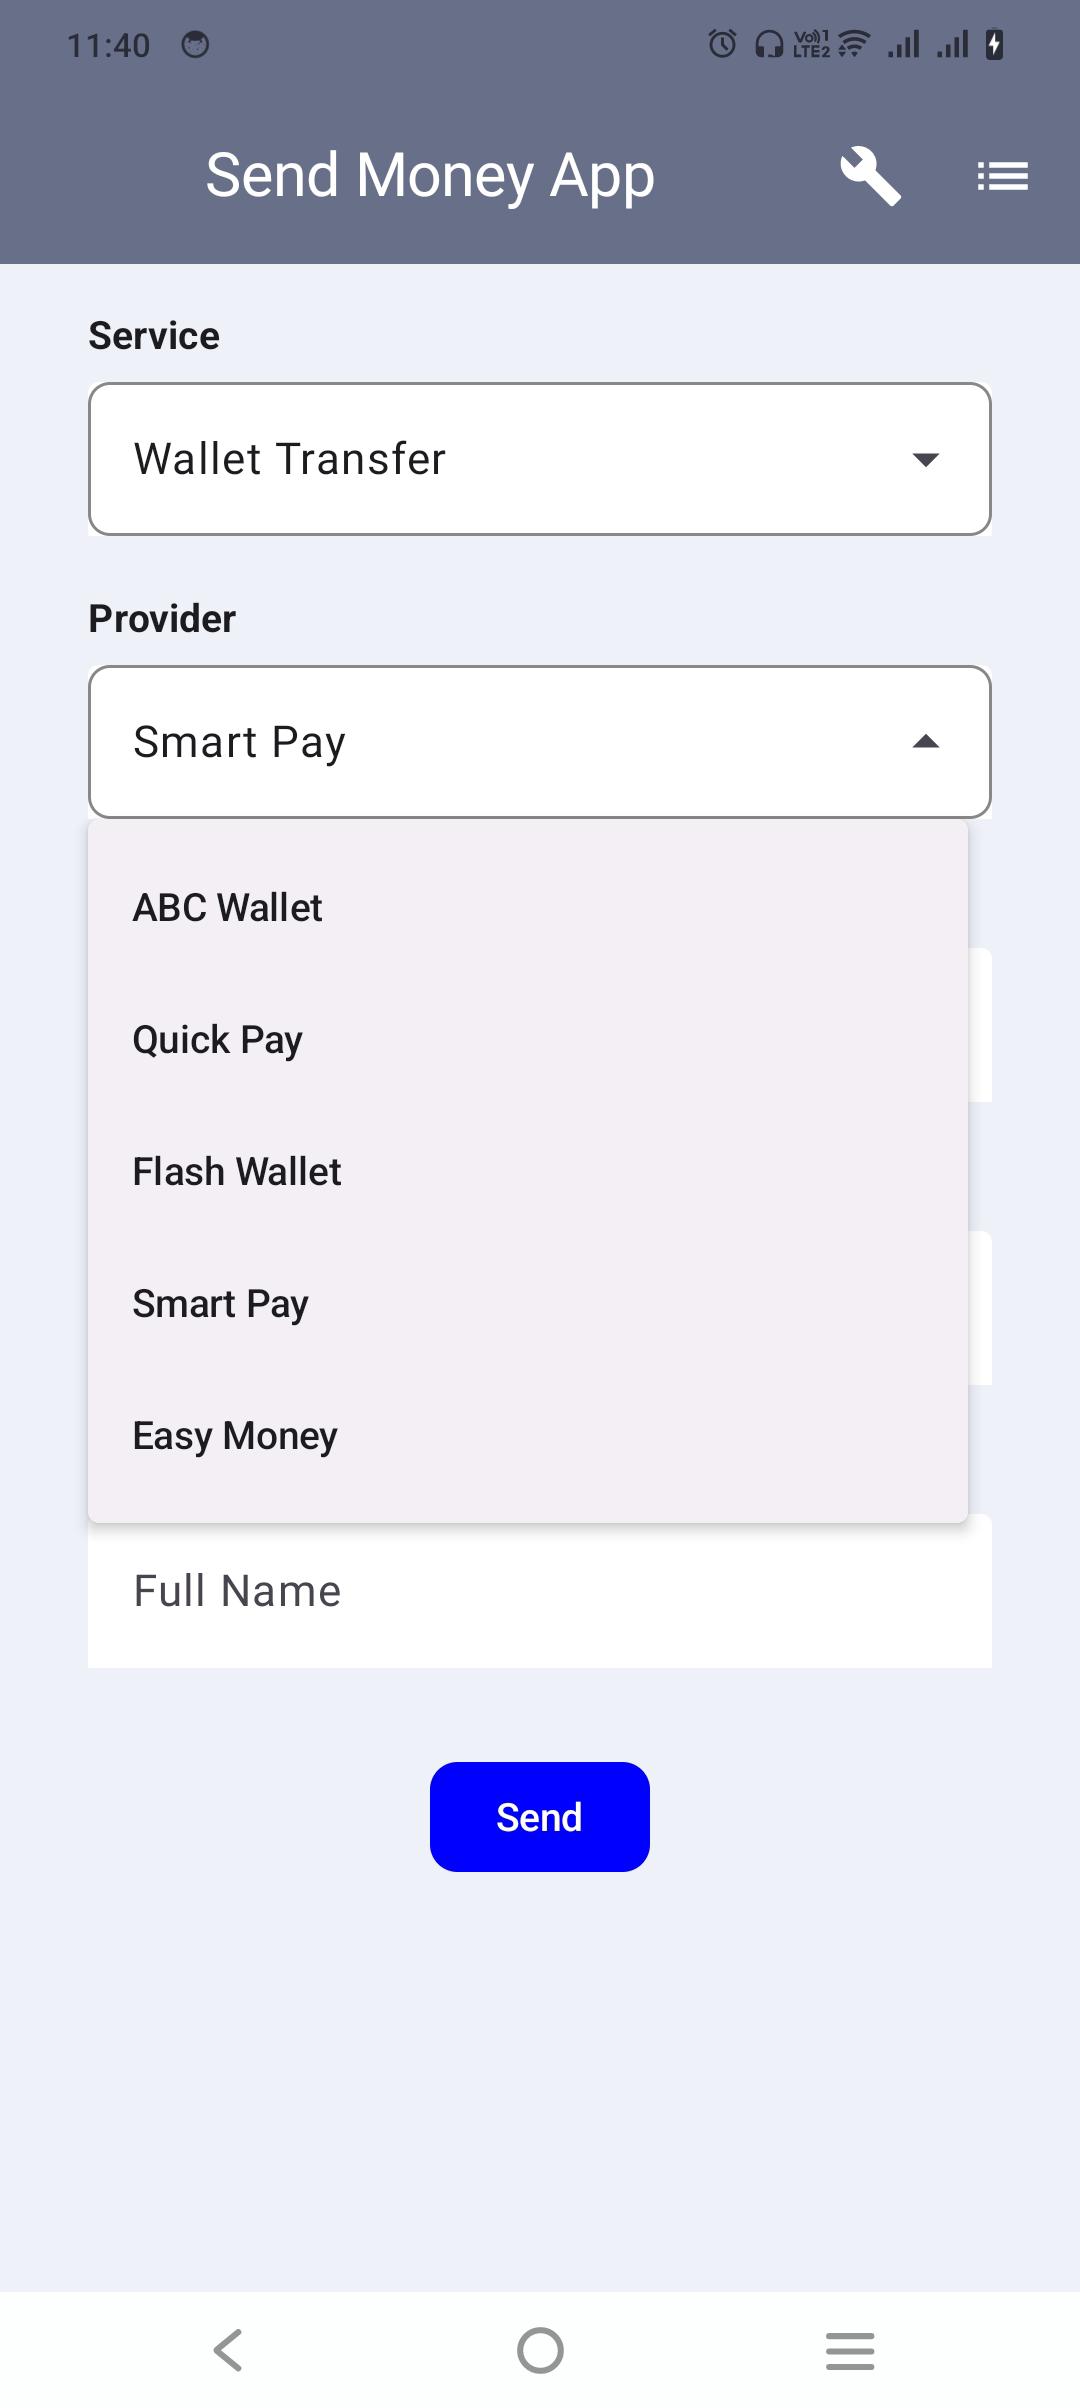 11:40
Vo)) 1
LTE2
Send Money App
Service
Wallet Transfer
Provider
Smart Pay
ABC Wallet
Quick Pay
Flash Wallet
Smart Pay
Easy Money
Full Name
Send